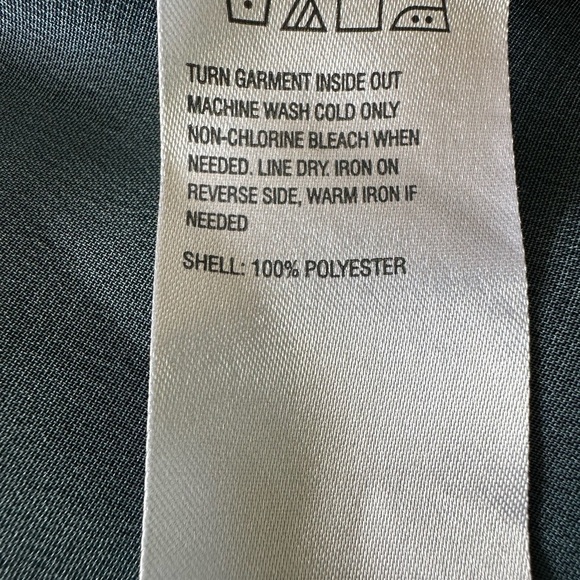 TURN GARMENT INSIDE OUT
MACHINE WASH COLD ONLY
NON-CHLORINE BLEACH WHEN
NEEDED. LINE DRY. IRON ON
REVERSE SIDE, WARM IRON IF
NEEDED
SHELL: 100% POLYESTER